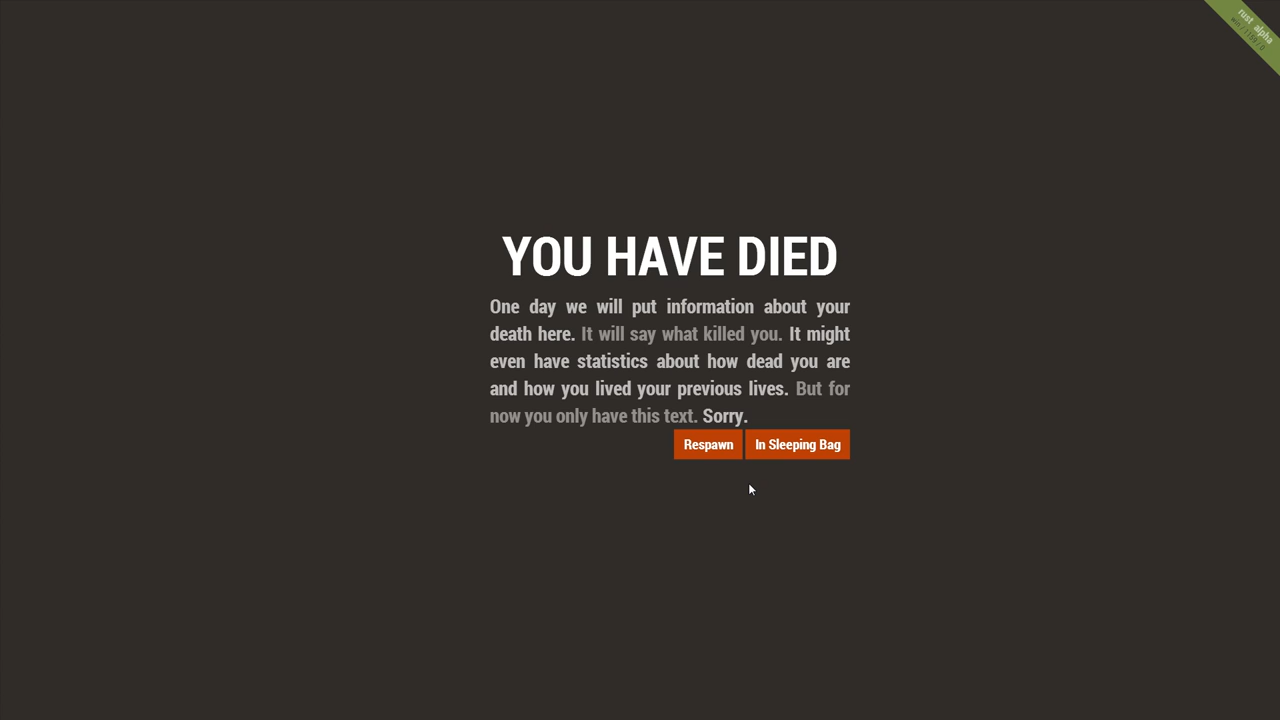 rust alpha
YOU HAVE DIED
One day we will put information about your
death here. It will say what killed you. It might
even have statistics about how dead you are
and how you lived your previous lives. But for
now you only have this text. Sorry.
Respawn In Sleeping Bag